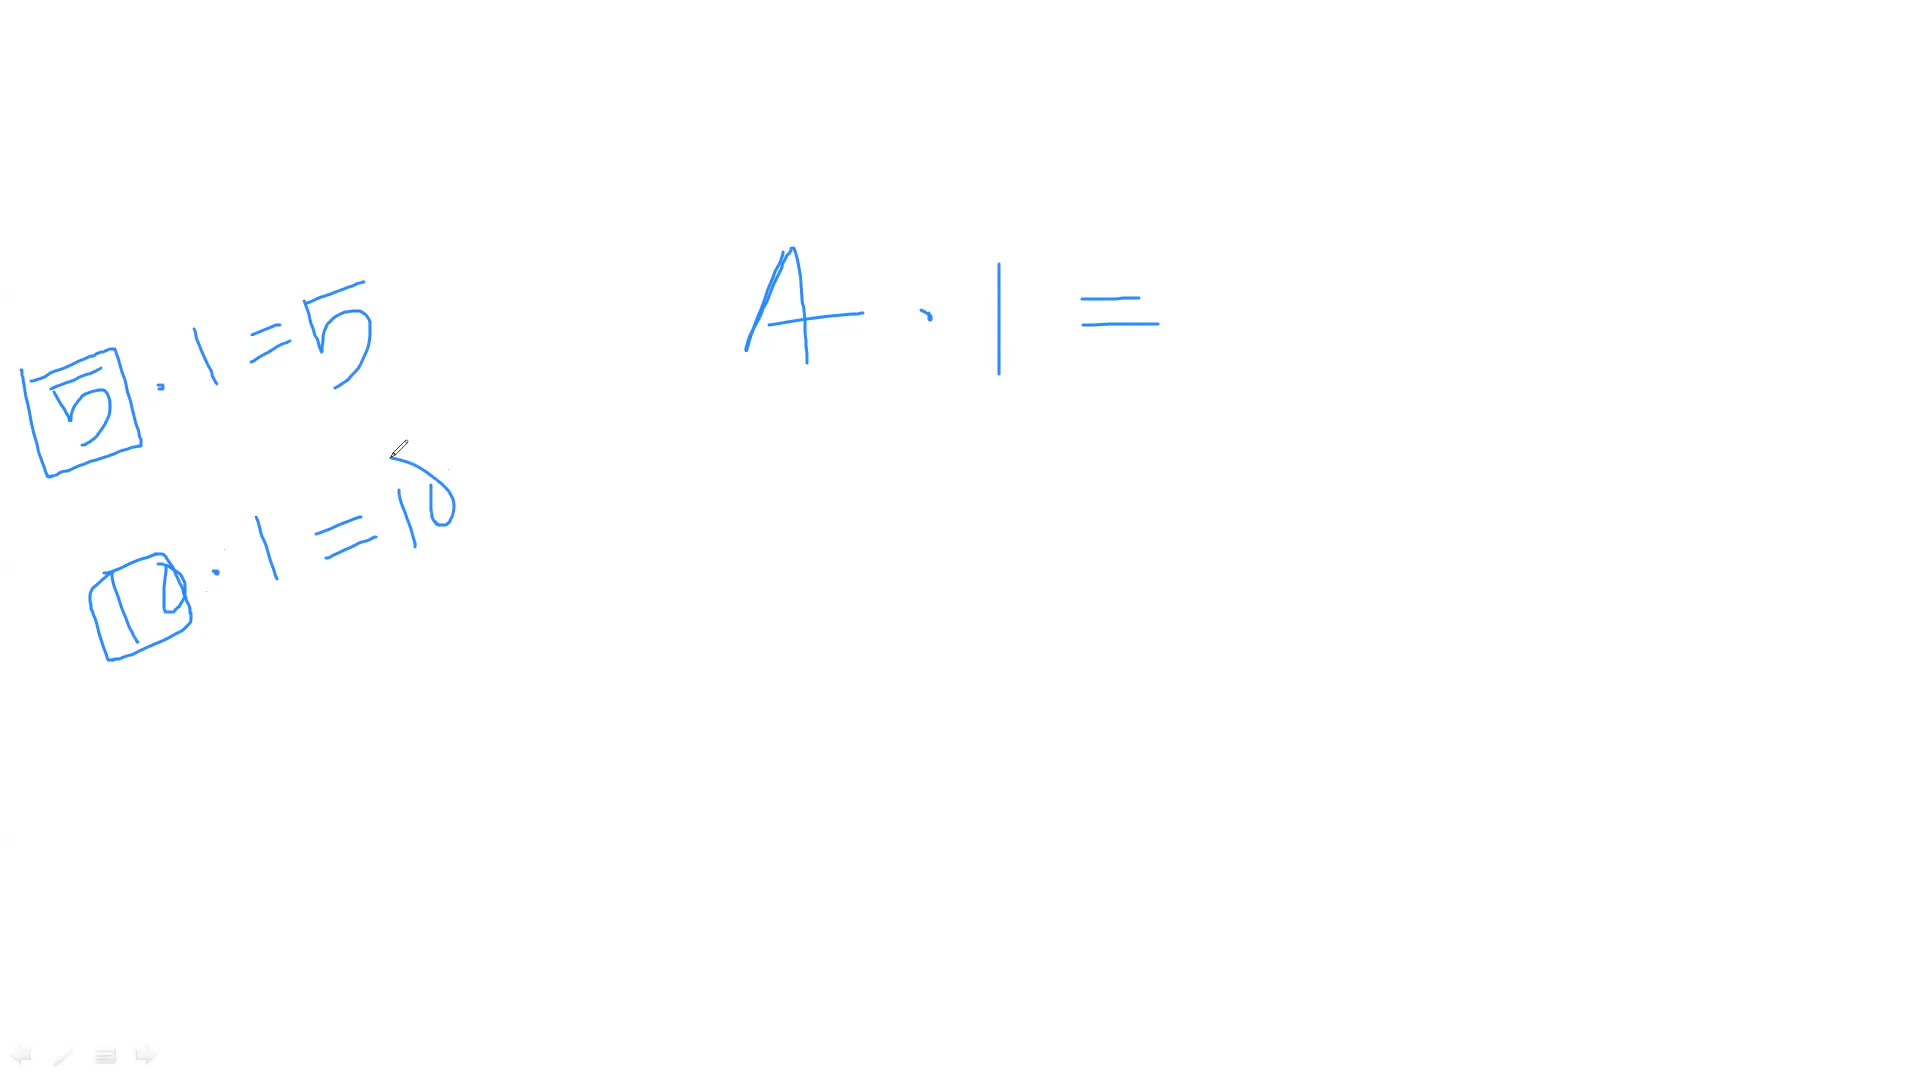 5 · 1 = 5
A · 1 =
10 · 1 = 10